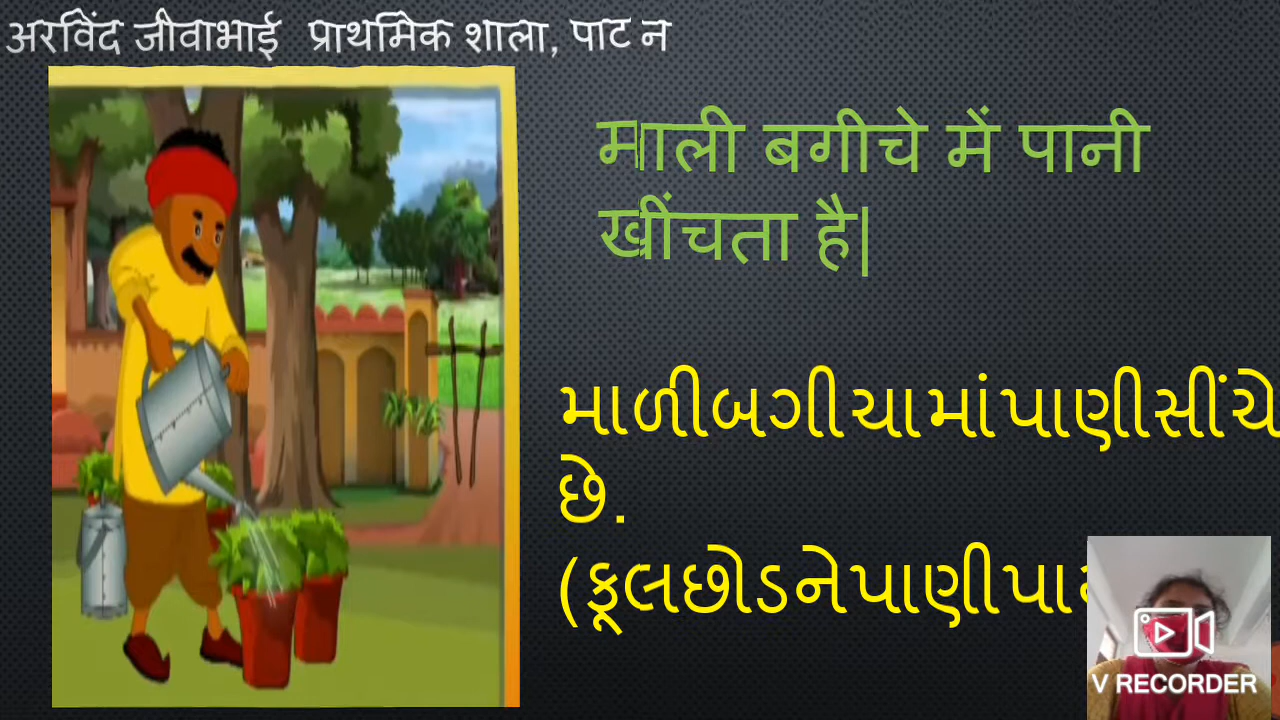 अरविंद जीवाभाई प्राथमिक शाला, पाट न
माली बगीचे में पानी
खींचता है|
માળીબગીચામાંપાણીસીંચે
છે.
(ફૂલછોડનેપાણીપા
V RECORDER